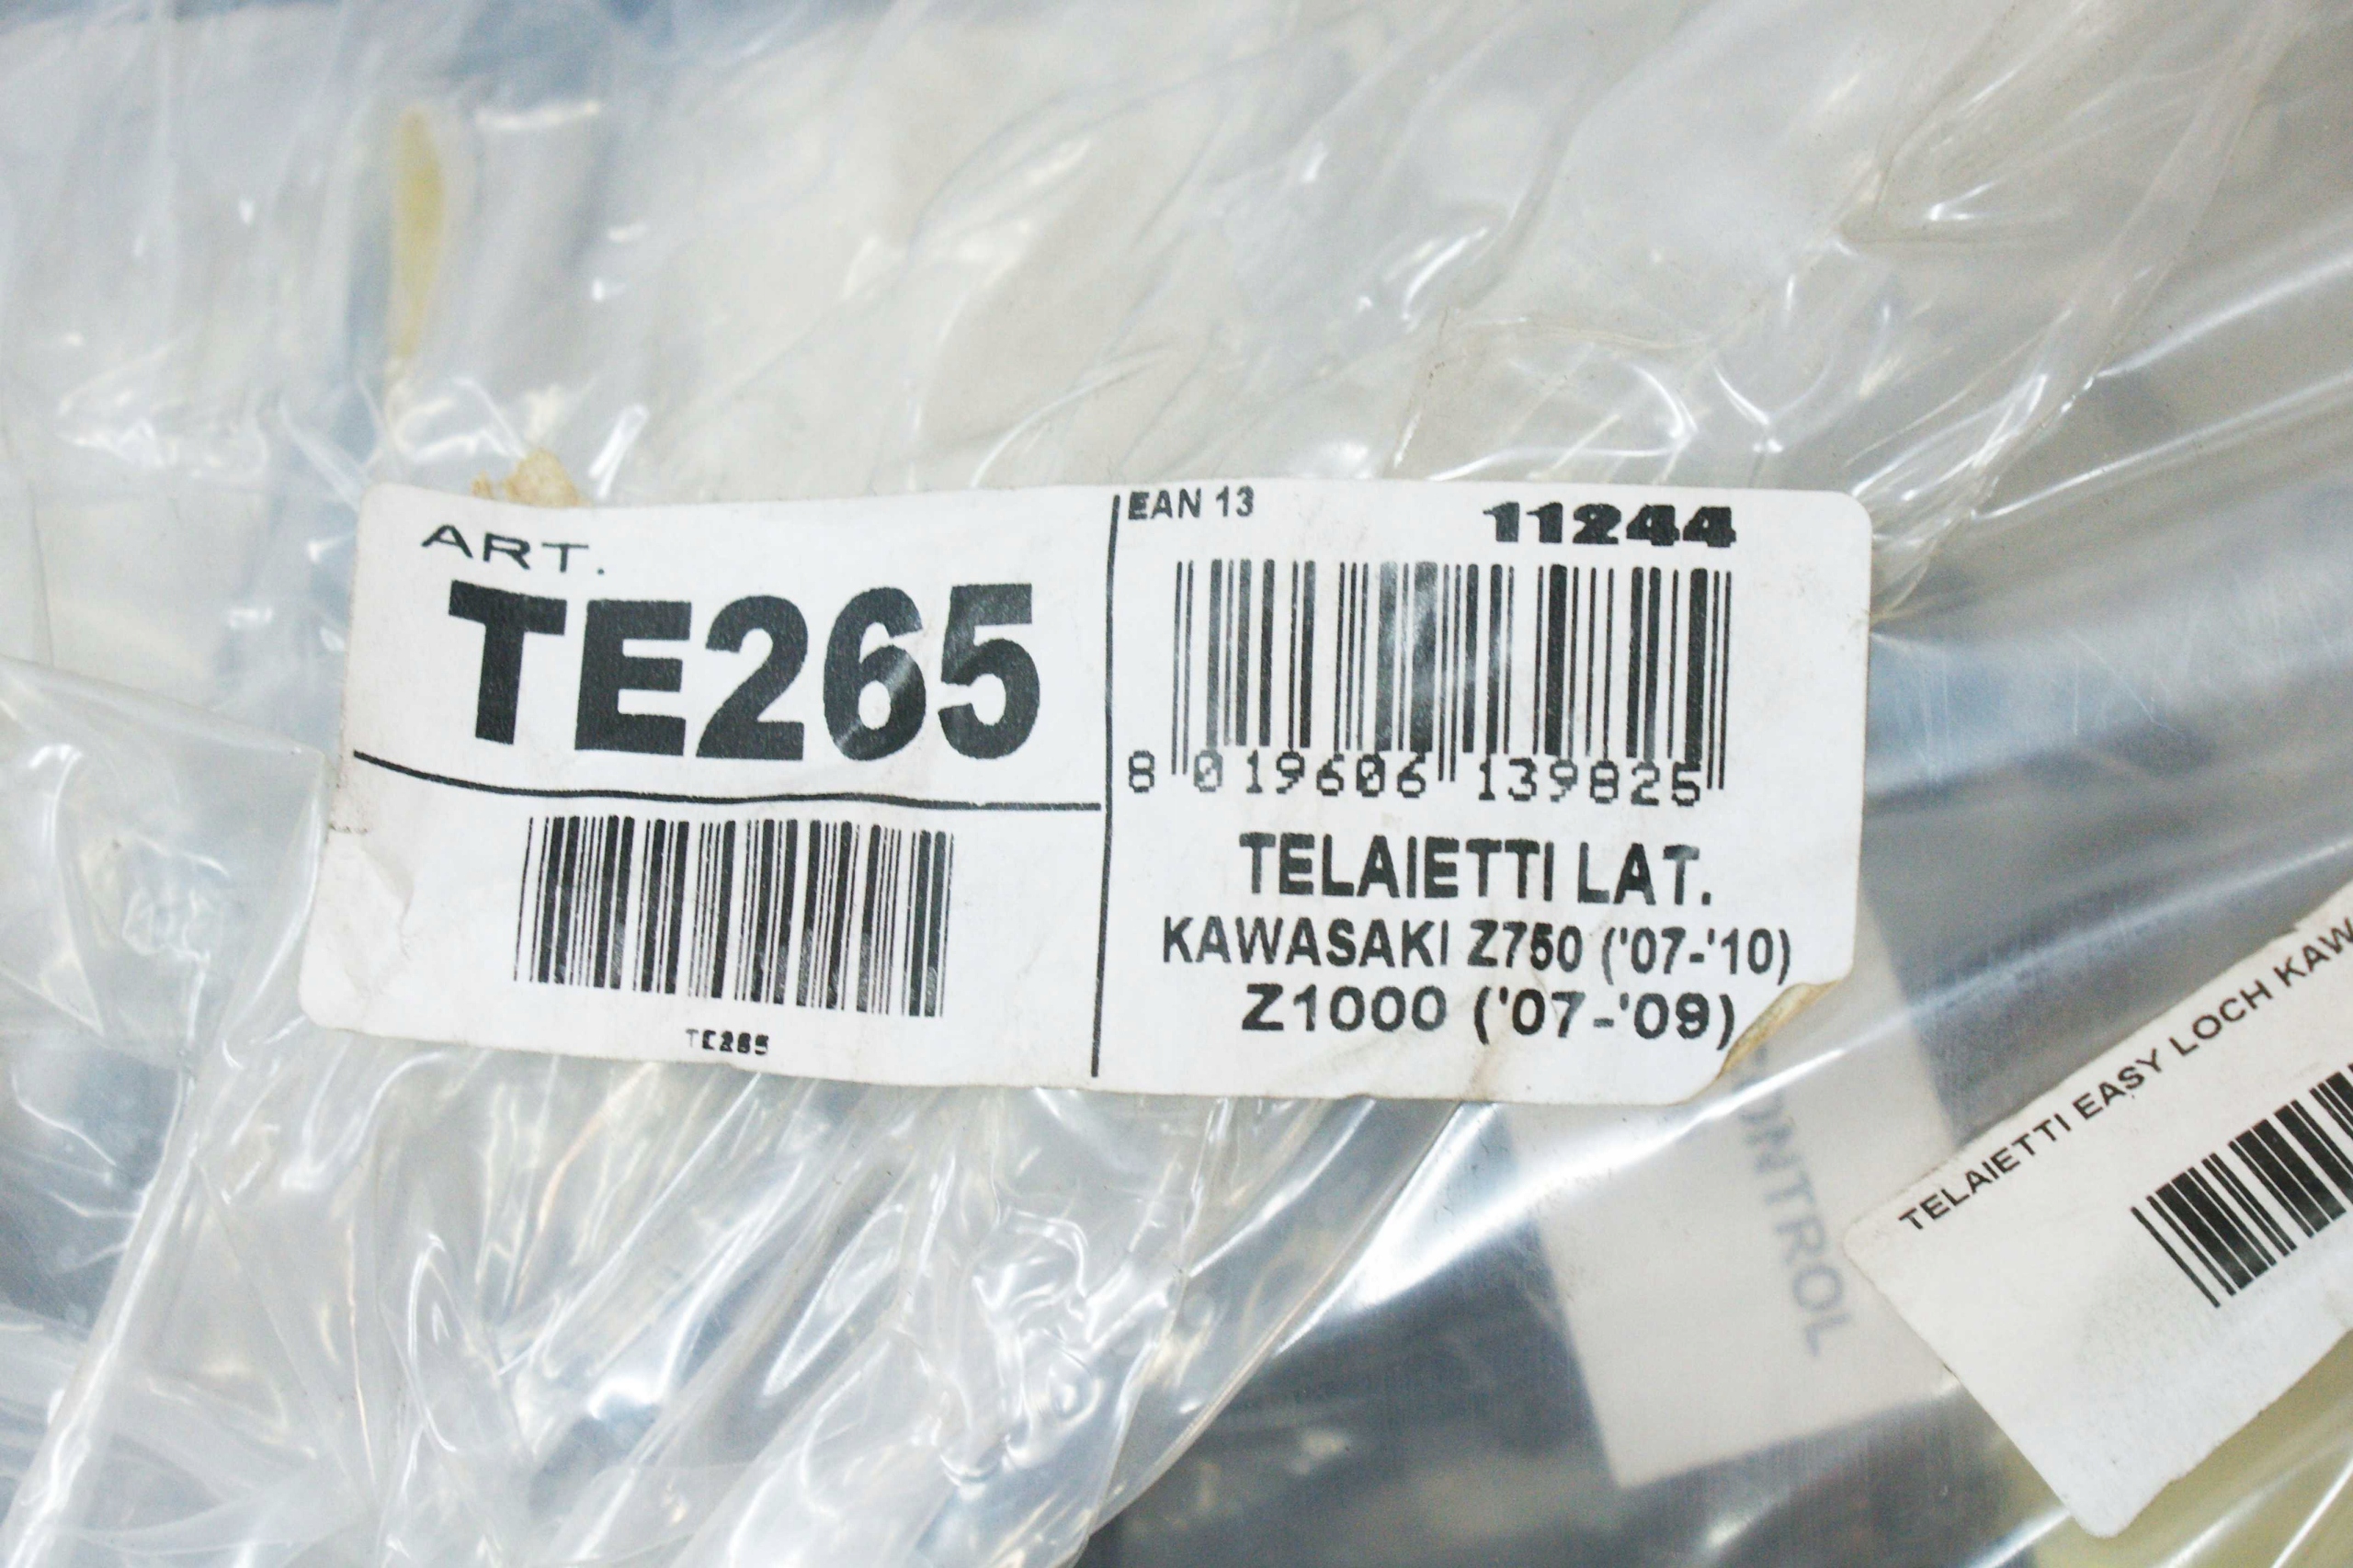 ART.
TE265
TE265
EAN 13
11244
8 019606 139825
TELAIETTI LAT.
KAWASAKI Z750 ('07-'10)
Z1000 ('07-'09)
TELAIETTI EASY LOCH KAW
ONTROL